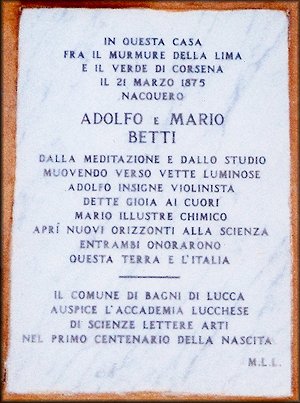 IN QUESTA CASA
FRA IL MURMURE DELLA LIMA
E IL VERDE DI CORSENA
IL 21 MARZO 1875
NACQUERO
ADOLFO E MARIO
BETTI
DALLA MEDITAZIONE E DALLO STUDIO
MUOVENDO VERSO VETTE LUMINOSE
ADOLFO INSIGNE VIOLINISTA
DETTE GIOIA AI CUORI
MARIO ILLUSTRE CHIMICO
APRÍ NUOVI ORIZZONTI ALLA SCIENZA
ENTRAMBI ONORARONO
QUESTA TERRA E L'ITALIA
IL COMUNE DI BAGNI DI LUCCA
AUSPICE L'ACCADEMIA LUCCHESE
DI SCIENZE LETTERE ARTI
NEL PRIMO CENTENARIO DELLA NASCITA
M.L.L.